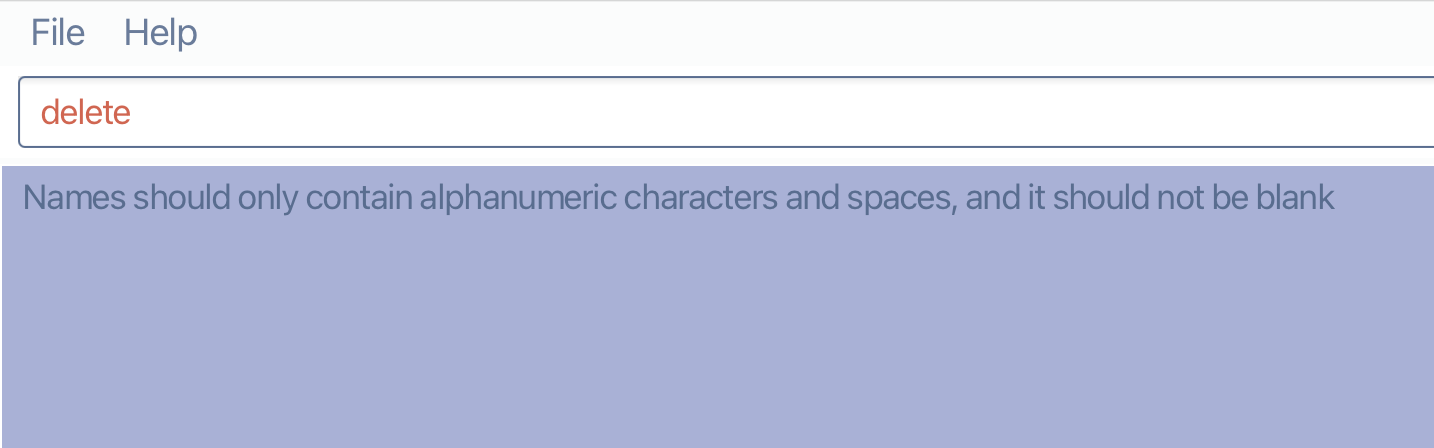 File Help
delete
Names should only contain alphanumeric characters and spaces, and it should not be blank